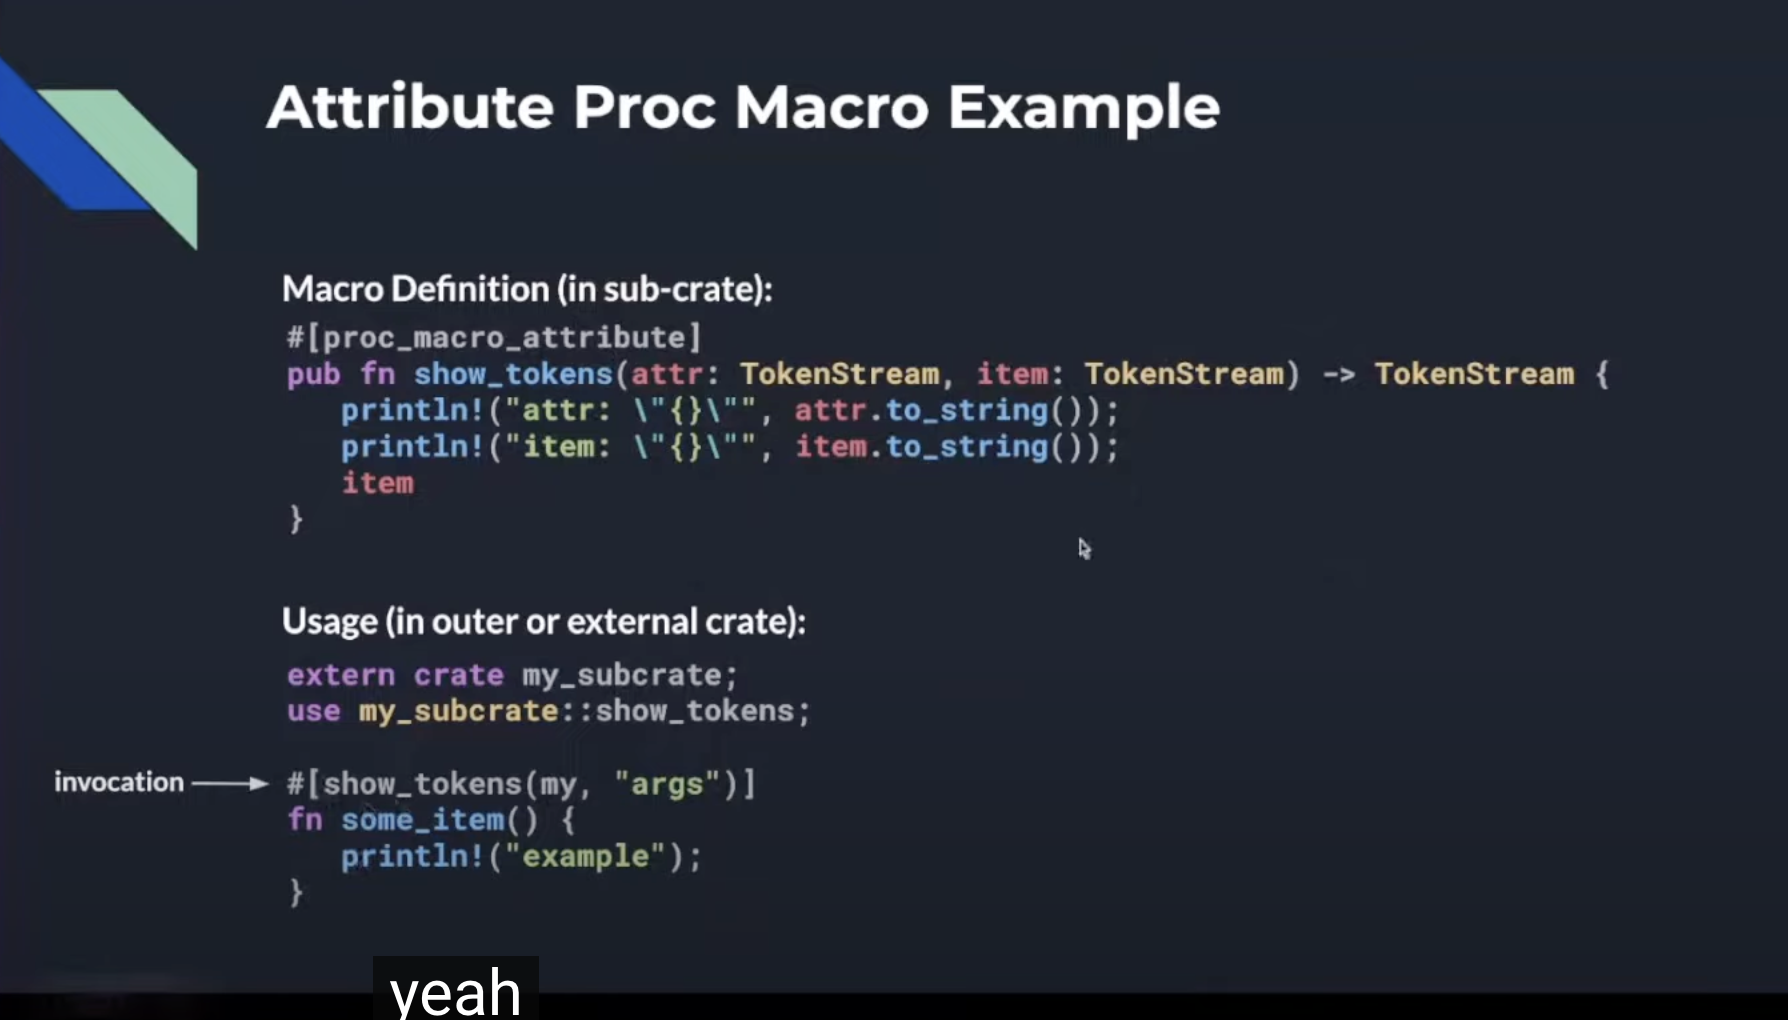 Attribute Proc Macro Example
Macro Definition (in sub-crate):
#[proc_macro_attribute]
pub fn show_tokens(attr: TokenStream, item: TokenStream) -> TokenStream {
   println!("attr: \"{}\"", attr.to_string());
   println!("item: \"{}\"", item.to_string());
   item
}
Usage (in outer or external crate):
extern crate my_subcrate;
use my_subcrate::show_tokens;
invocation #[show_tokens(my, "args")]
fn some_item() {
   println!("example");
}
yeah